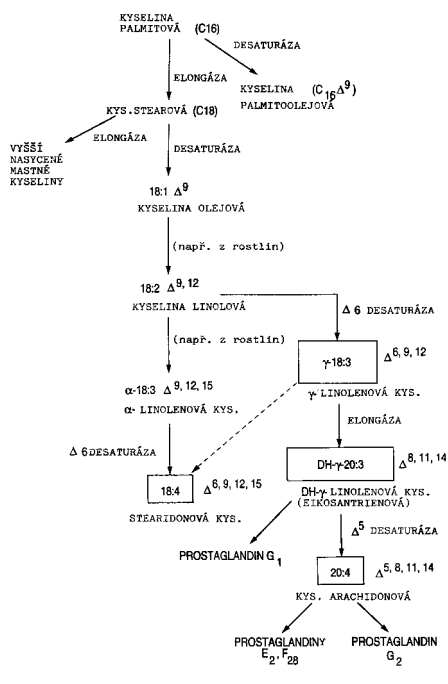 KYSELINA
PALMITOVÁ (C16)
DESATURÁZA
ELONGÁZA
KYSELINA (C₁₆Δ⁹)
PALMITOOLEJOVÁ
KYS.STEAROVÁ (C18)
ELONGÁZA
DESATURÁZA
VYŠŠÍ
NASYCENÉ
MASTNÉ
KYSELINY
18:1 Δ⁹
KYSELINA OLEJOVÁ
(např. z rostlin)
18:2 Δ⁹,¹²
KYSELINA LINOLOVÁ
Δ 6 DESATURÁZA
(např. z rostlin)
γ-18:3 Δ⁶,⁹,¹²
γ LINOLENOVÁ KYS.
α-18:3 Δ⁹,¹²,¹⁵
α- LINOLENOVÁ KYS.
ELONGÁZA
Δ 6 DESATURÁZA
DH-γ-20:3 Δ⁸,¹¹,¹⁴
DH-γ LINOLENOVÁ KYS.
(EIKOSANTRIENOVÁ)
18:4 Δ⁶,⁹,¹²,¹⁵
STEARIDONOVÁ KYS.
Δ⁵ DESATURÁZA
PROSTAGLANDIN G₁
20:4 Δ⁵,⁸,¹¹,¹⁴
KYS. ARACHIDONOVÁ
PROSTAGLANDINY
E₂, F₂₈
PROSTAGLANDIN
G₂